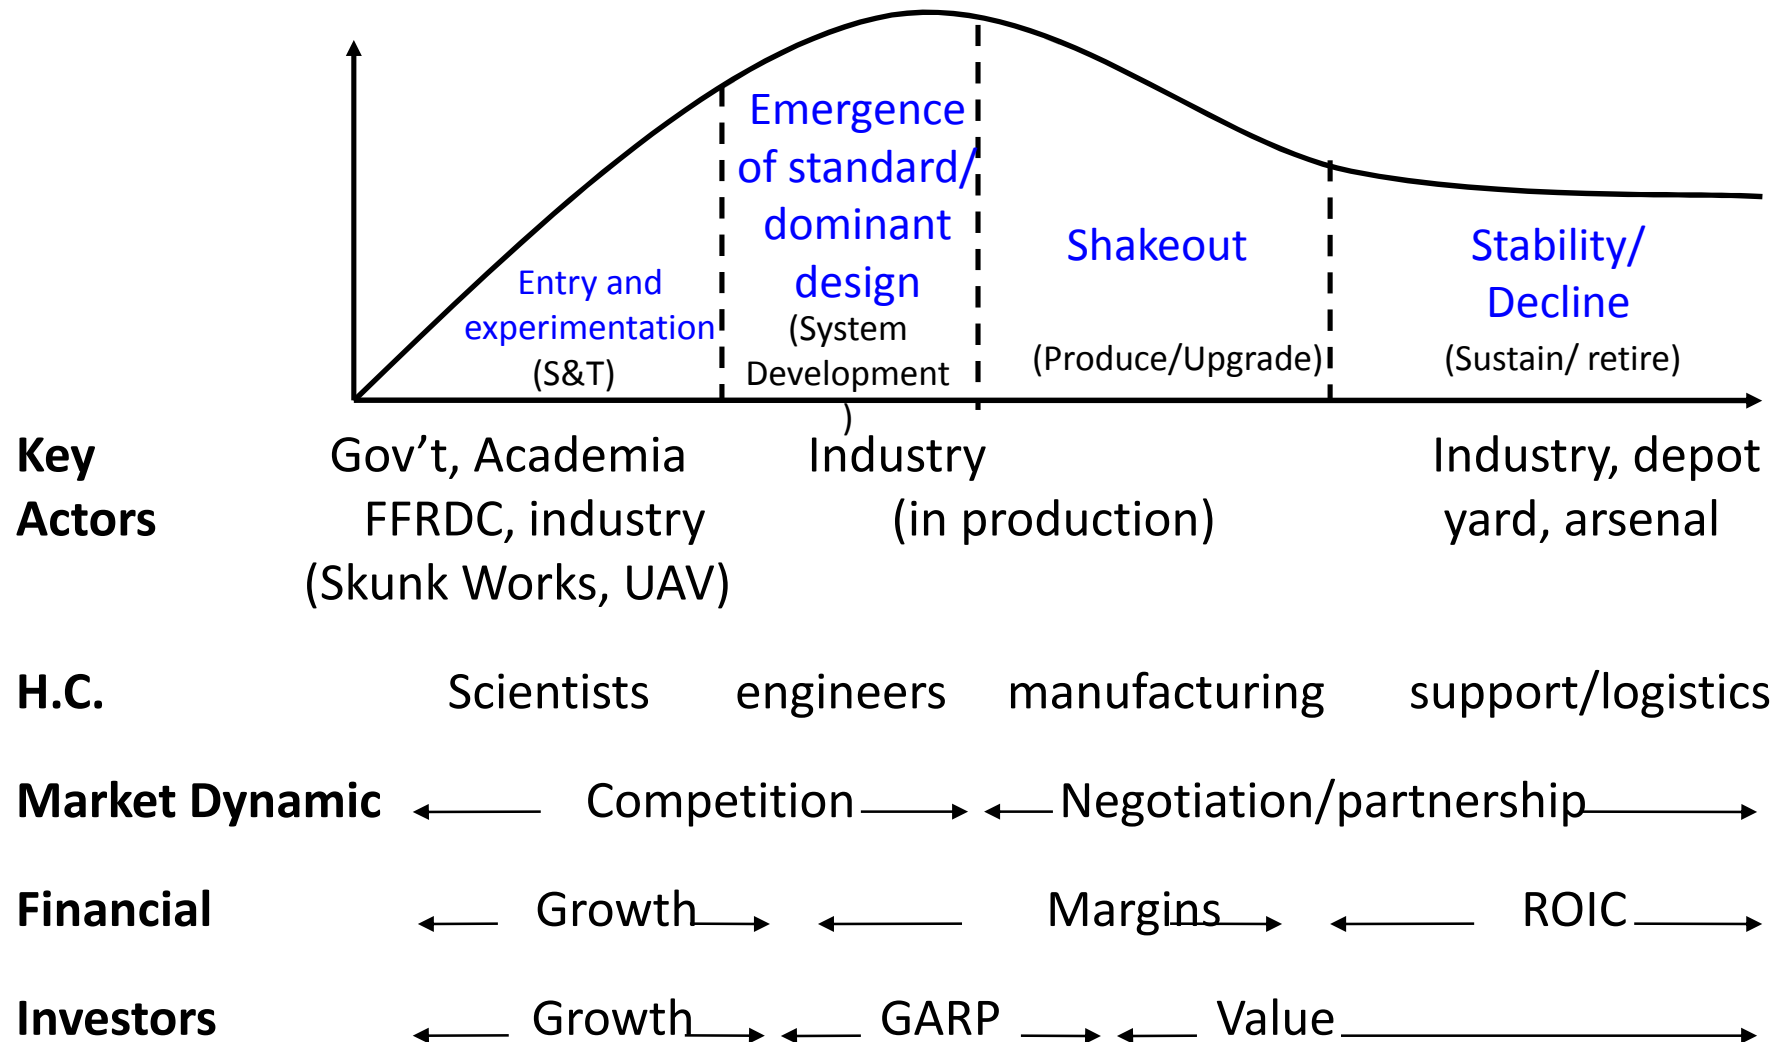 Emergence
of standard/
dominant
design
(System
Development
)
Entry and
experimentation
(S&T)
Shakeout
(Produce/Upgrade)
Stability/
Decline
(Sustain/ retire)
Key
Actors
Gov’t, Academia
FFRDC, industry
(Skunk Works, UAV)
Industry
(in production)
Industry, depot
yard, arsenal
H.C. Scientists engineers manufacturing support/logistics
Market Dynamic Competition Negotiation/partnership
Financial Growth Margins ROIC
Investors Growth GARP Value